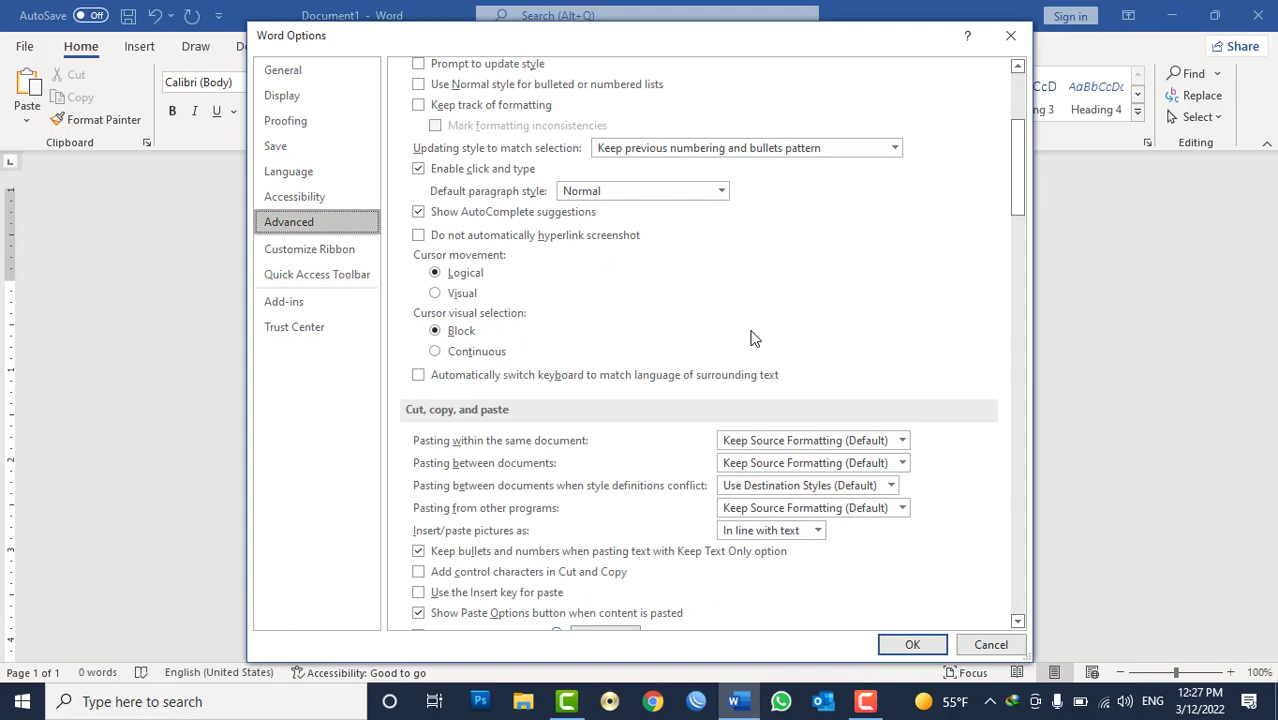 AutoSave Off Document1 - Word Search (Alt+Q) Sign in
File Home Insert Draw Share
Word Options ?
Paste
Cut
Copy
Format Painter
Clipboard
Calibri (Body)
B I U
AaBbCcD
Heading 4
Find
Replace
Select
Editing
General
Display
Proofing
Save
Language
Accessibility
Advanced
Customize Ribbon
Quick Access Toolbar
Add-ins
Trust Center
Prompt to update style
Use Normal style for bulleted or numbered lists
Keep track of formatting
Mark formatting inconsistencies
Updating style to match selection: Keep previous numbering and bullets pattern
Enable click and type
Default paragraph style: Normal
Show AutoComplete suggestions
Do not automatically hyperlink screenshot
Cursor movement:
Logical
Visual
Cursor visual selection:
Block
Continuous
Automatically switch keyboard to match language of surrounding text
Cut, copy, and paste
Pasting within the same document: Keep Source Formatting (Default)
Pasting between documents: Keep Source Formatting (Default)
Pasting between documents when style definitions conflict: Use Destination Styles (Default)
Pasting from other programs: Keep Source Formatting (Default)
Insert/paste pictures as: In line with text
Keep bullets and numbers when pasting text with Keep Text Only option
Add control characters in Cut and Copy
Use the Insert key for paste
Show Paste Options button when content is pasted
OK Cancel
Page 1 of 1 0 words English (United States) Accessibility: Good to go Focus 100%
Type here to search 55°F ENG 12:27 PM
3/12/2022